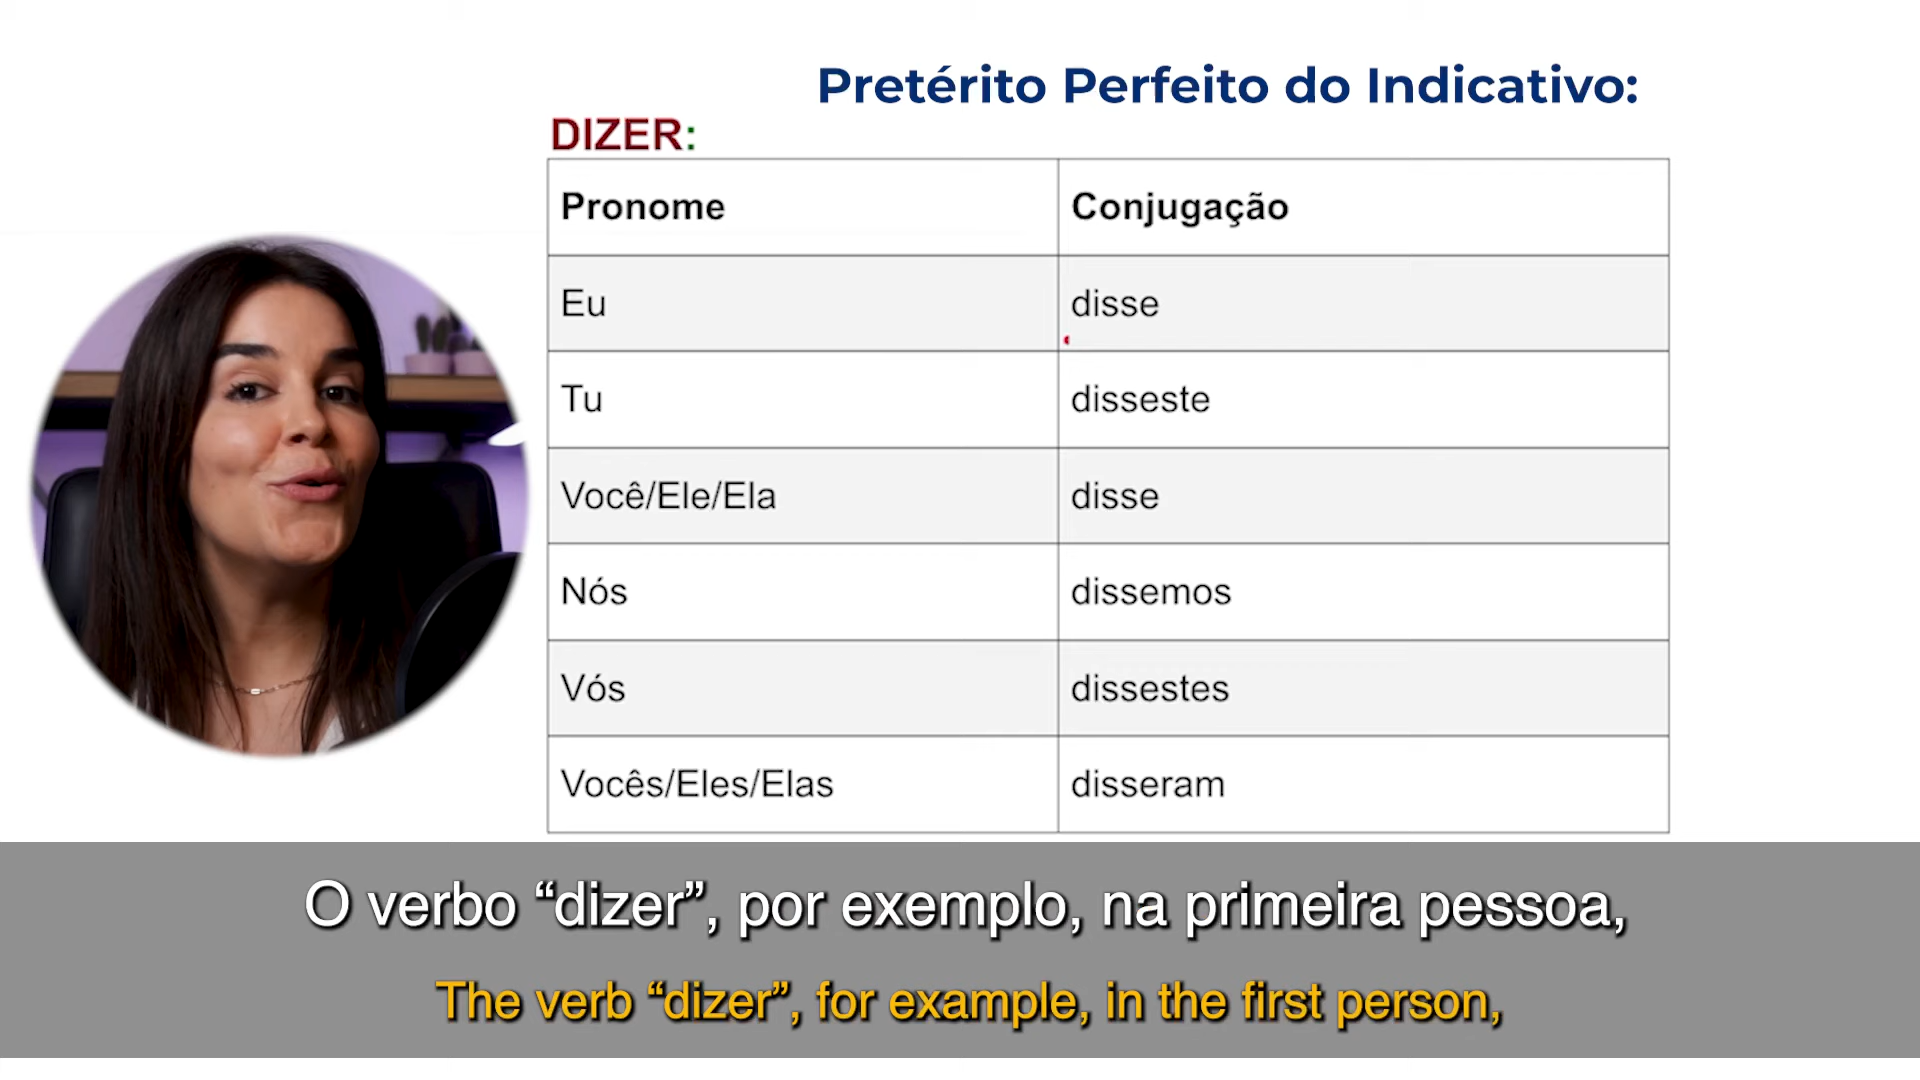 Pretérito Perfeito do Indicativo:
DIZER:
Pronome Conjugação
Eu disse
Tu disseste
Você/Ele/Ela disse
Nós dissemos
Vós dissestes
Vocês/Eles/Elas disseram
O verbo “dizer”, por exemplo, na primeira pessoa,
The verb “dizer”, for example, in the first person,